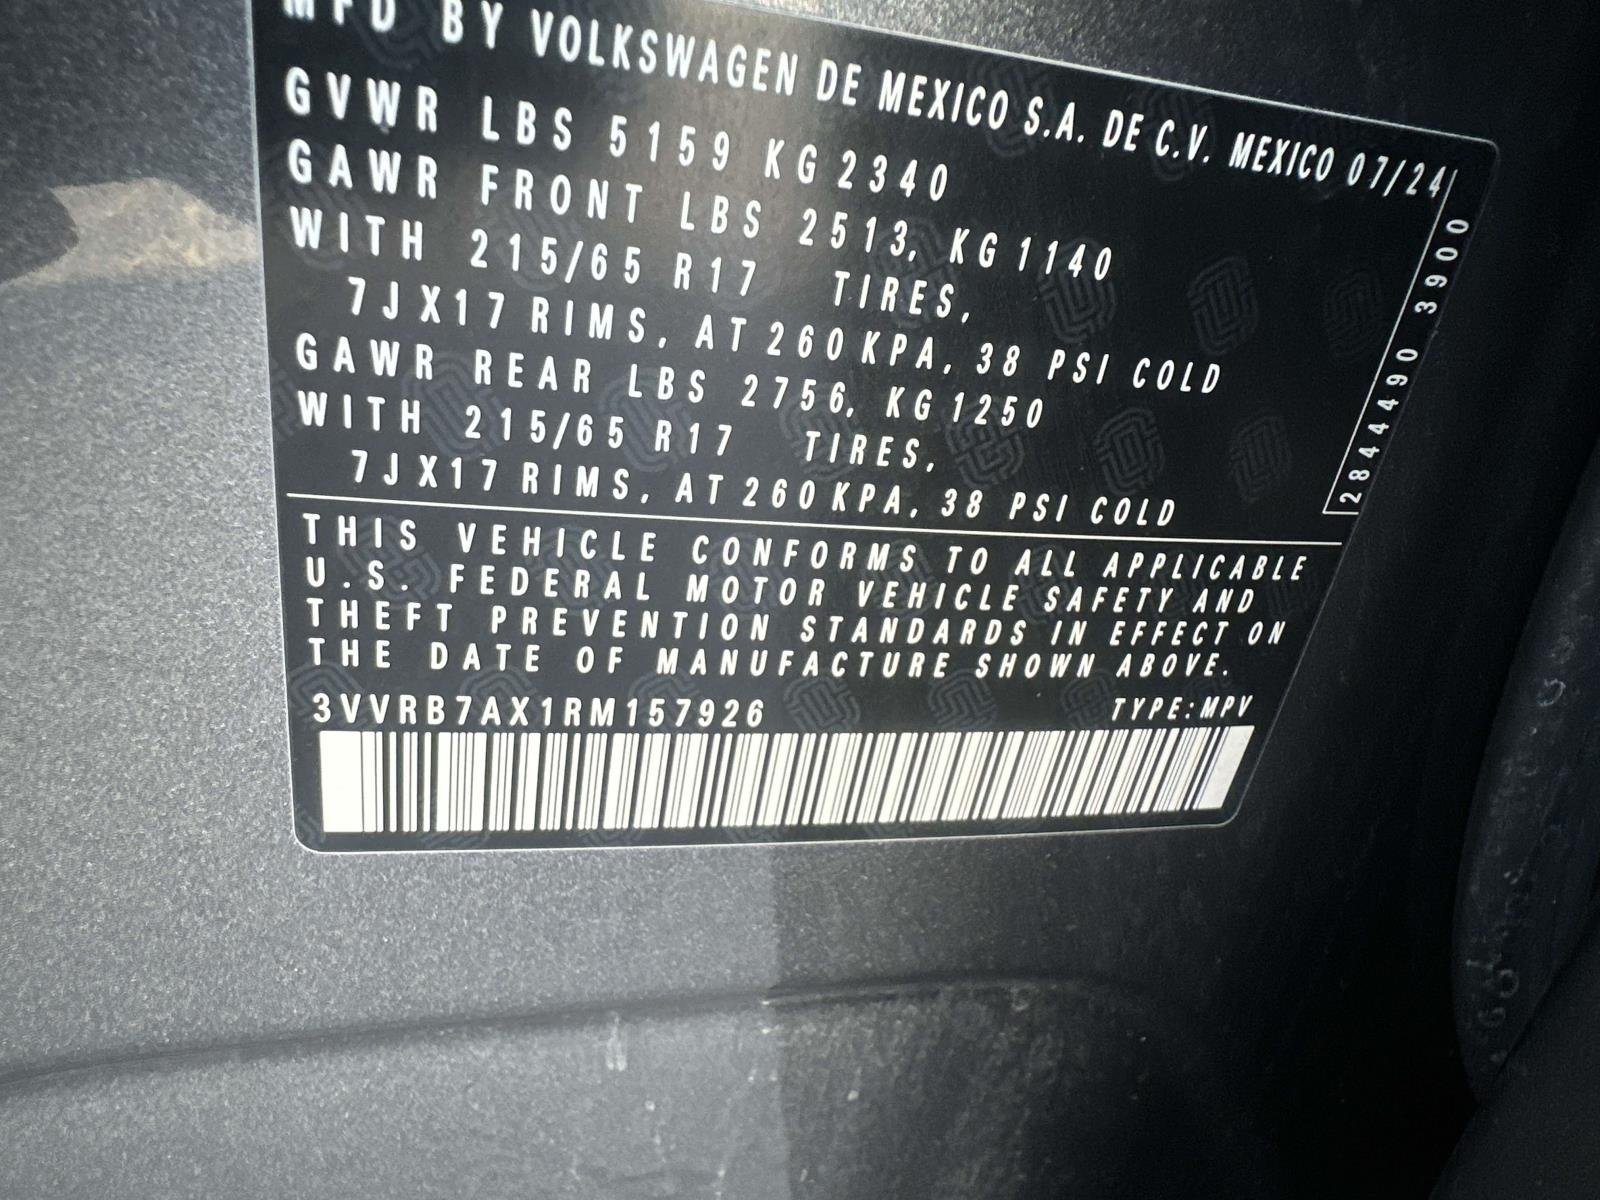 MFD BY VOLKSWAGEN DE MEXICO S.A. DE C.V. MEXICO 07/24
GVWR LBS 5159 KG 2340
GAWR FRONT LBS 2513, KG 1140
WITH 215/65 R17 TIRES,
7JX17 RIMS, AT 260 KPA, 38 PSI COLD
GAWR REAR LBS 2756, KG 1250
WITH 215/65 R17 TIRES,
7JX17 RIMS, AT 260 KPA, 38 PSI COLD
2844490 3900
THIS VEHICLE CONFORMS TO ALL APPLICABLE
U.S. FEDERAL MOTOR VEHICLE SAFETY AND
THEFT PREVENTION STANDARDS IN EFFECT ON
THE DATE OF MANUFACTURE SHOWN ABOVE.
3VVRB7AX1RM157926 TYPE:MPV